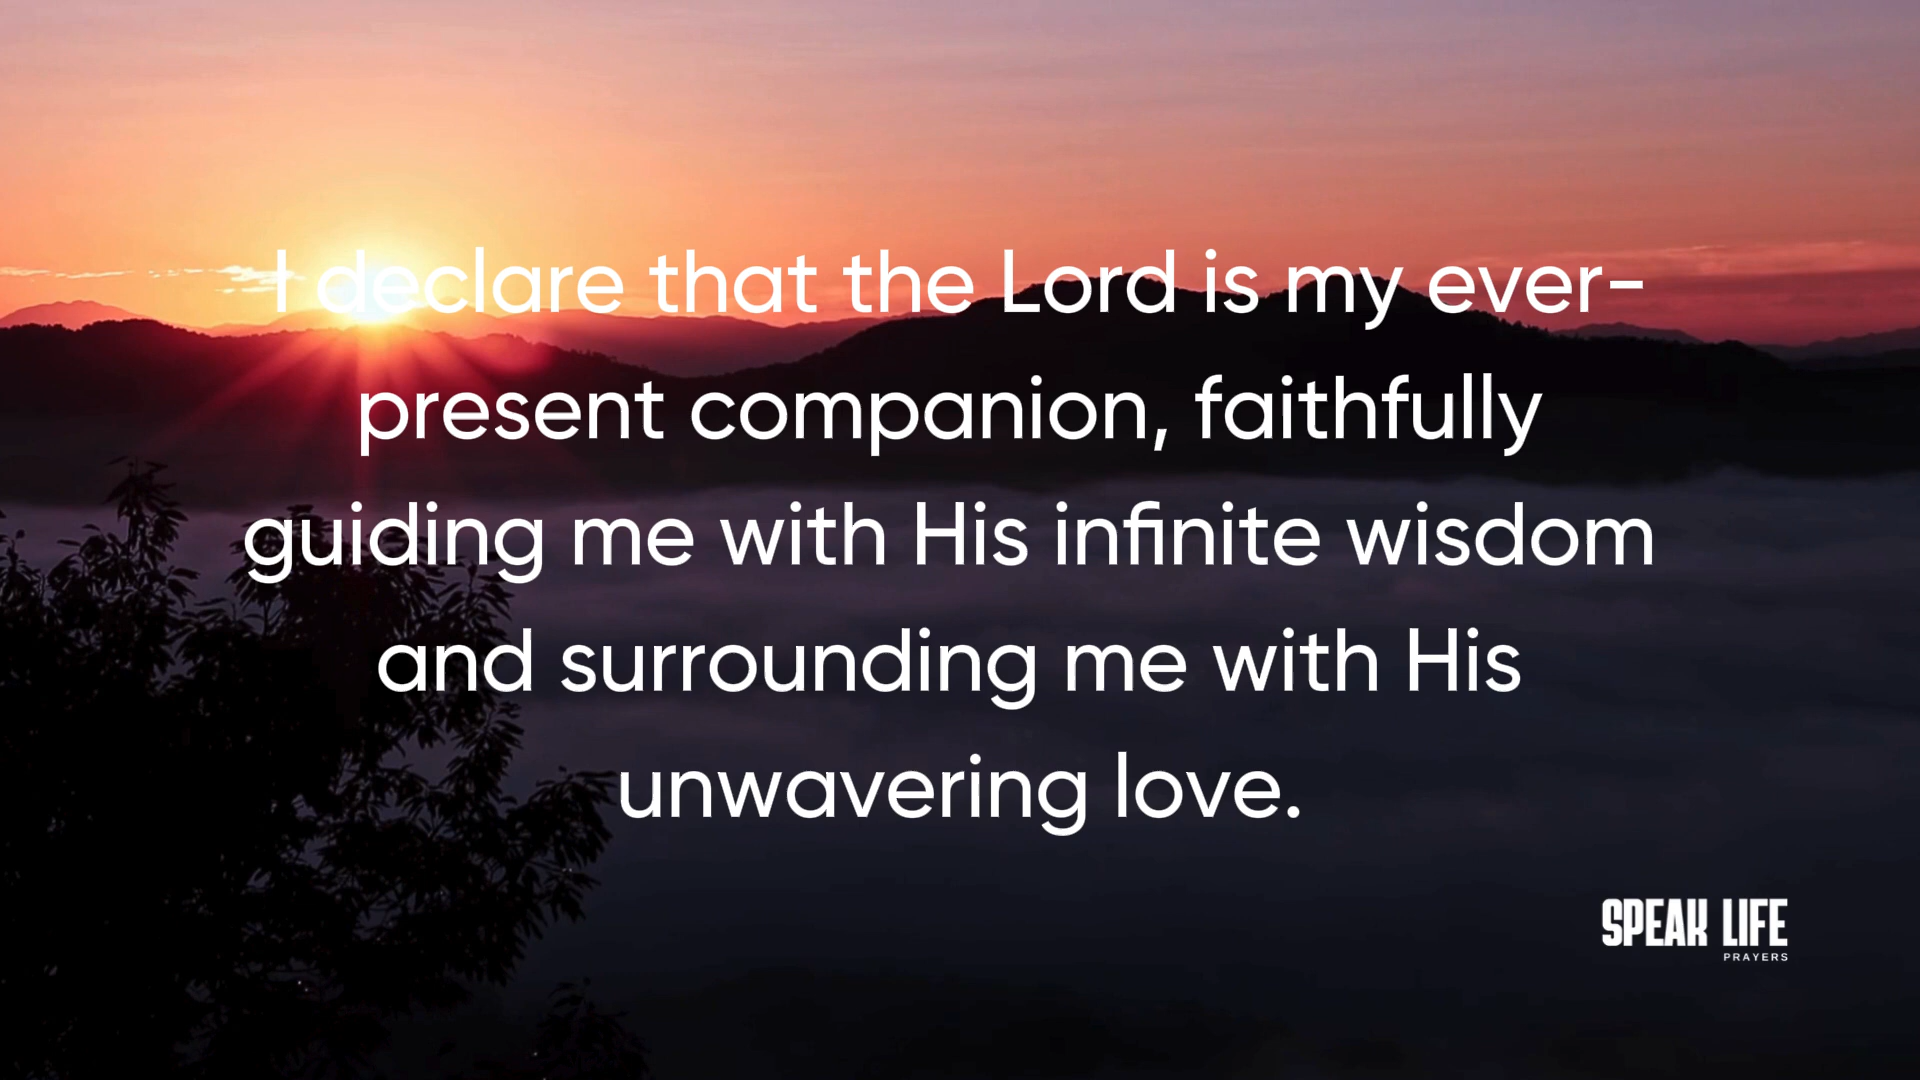 I declare that the Lord is my ever-
present companion, faithfully
guiding me with His infinite wisdom
and surrounding me with His
unwavering love.
SPEAK LIFE
PRAYERS